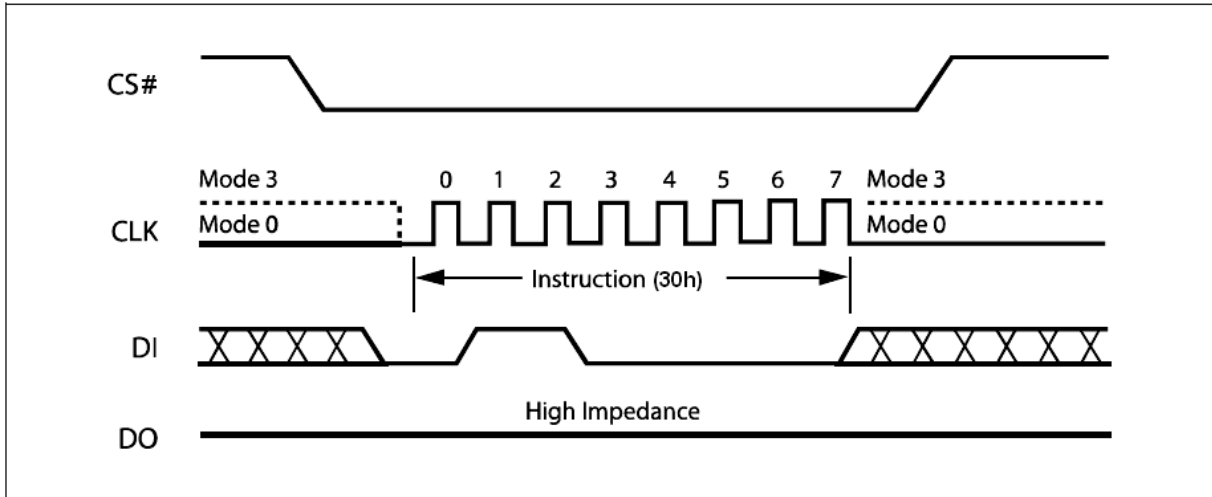 CS#
Mode 3
0 1 2 3 4 5 6 7
Mode 3
CLK
Mode 0
Mode 0
Instruction (30h)
DI
High Impedance
DO